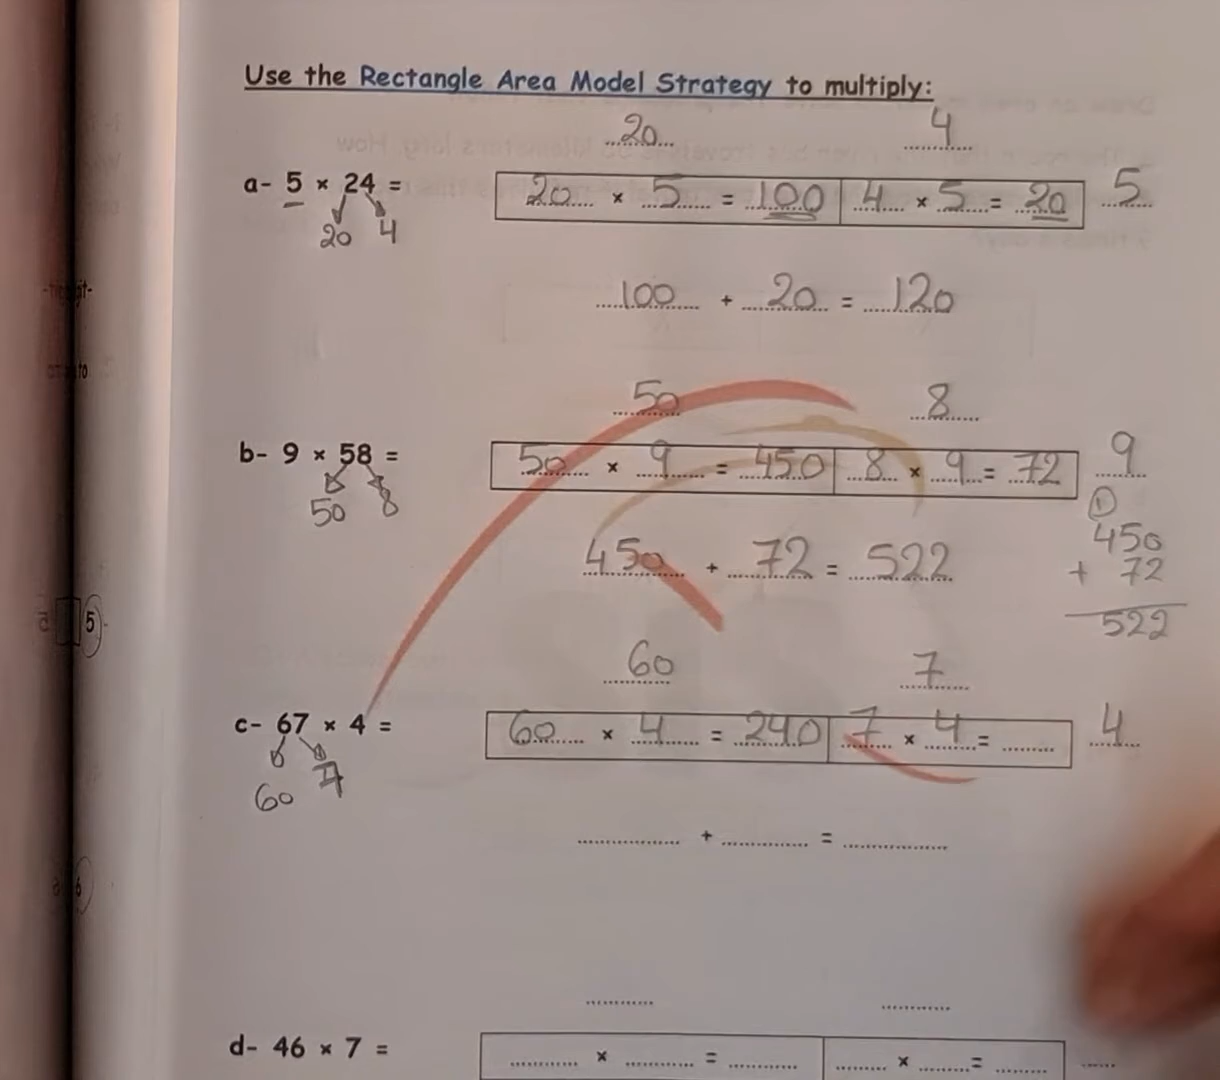 Use the Rectangle Area Model Strategy to multiply:
20 4
a- 5 × 24 = 20 × 5 = 100 4 × 5 = 20 5
20 4
100 + 20 = 120
50 8
b- 9 × 58 = 50 × 9 = 450 8 × 9 = 72 9
50 8
1
450 + 72 = 522
450
+ 72
522
60 7
c- 67 × 4 = 60 × 4 = 240 7 × 4 = ........ 4
60 7
.................. + ............... = ..................
............ ............
d- 46 × 7 = ............ × ............ = ............ ......... × ......... = ......... ......
5
6